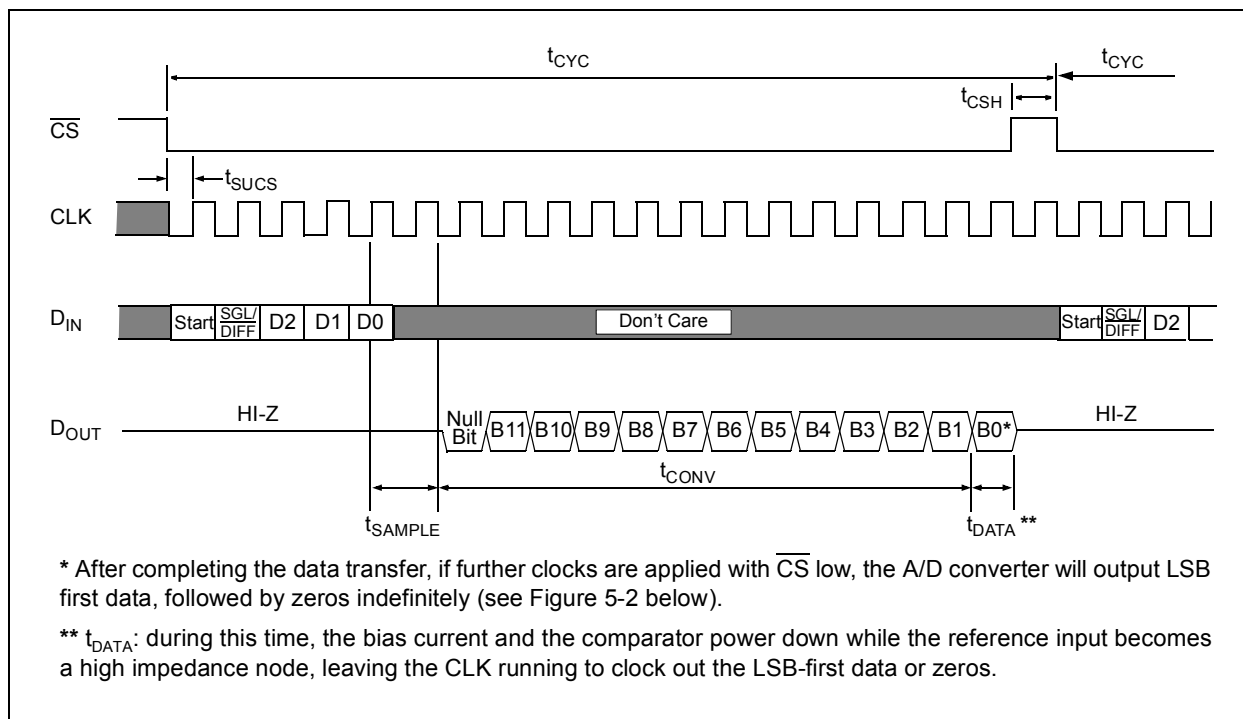 tCYC tCYC
tCSH
CS
tSUCS
CLK
DIN Start SGL/DIFF D2 D1 D0 Don't Care Start SGL/DIFF D2
HI-Z HI-Z
DOUT Null Bit B11 B10 B9 B8 B7 B6 B5 B4 B3 B2 B1 B0*
tCONV
tSAMPLE tDATA **
* After completing the data transfer, if further clocks are applied with CS low, the A/D converter will output LSB
first data, followed by zeros indefinitely (see Figure 5-2 below).
** tDATA: during this time, the bias current and the comparator power down while the reference input becomes
a high impedance node, leaving the CLK running to clock out the LSB-first data or zeros.